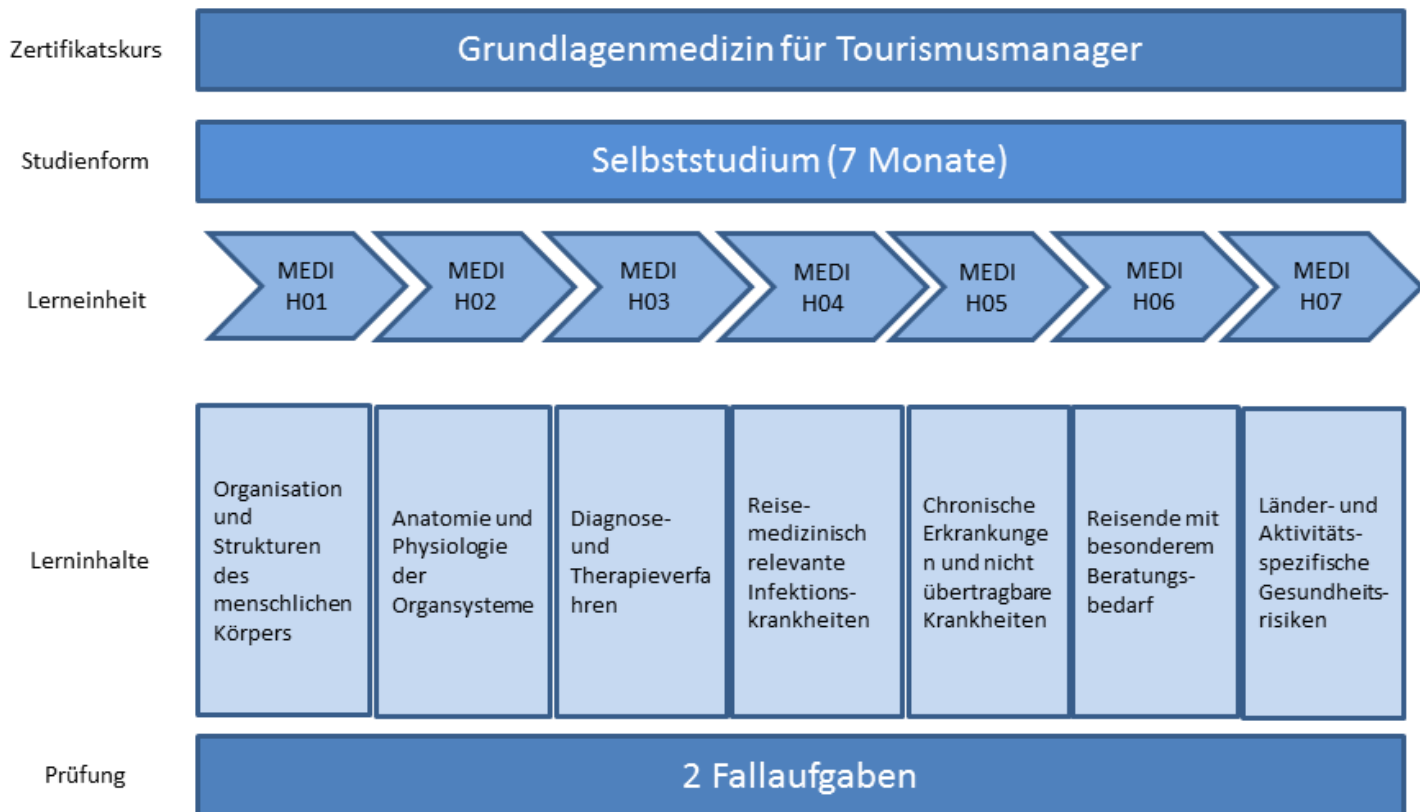 Zertifikatskurs
Grundlagenmedizin für Tourismusmanager
Studienform
Selbststudium (7 Monate)
Lerneinheit
MEDI
H01
MEDI
H02
MEDI
H03
MEDI
H04
MEDI
H05
MEDI
H06
MEDI
H07
Lerninhalte
Organisation
und
Strukturen
des
menschlichen
Körpers
Anatomie und
Physiologie
der
Organsysteme
Diagnose-
und
Therapieverfa
hren
Reise-
medizinisch
relevante
Infektions-
krankheiten
Chronische
Erkrankunge
n und nicht
übertragbare
Krankheiten
Reisende mit
besonderem
Beratungs-
bedarf
Länder- und
Aktivitäts-
spezifische
Gesundheits-
risiken
Prüfung
2 Fallaufgaben